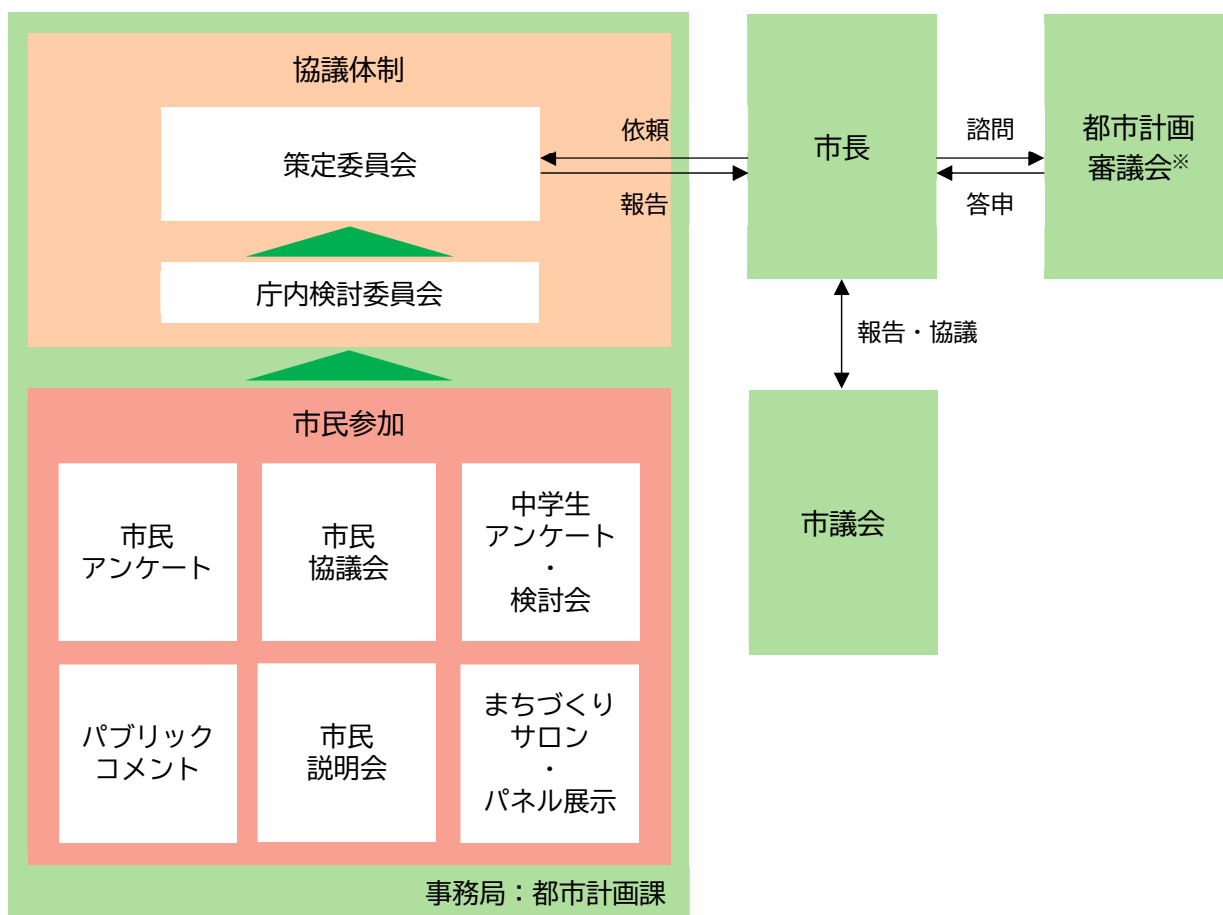 協議体制
策定委員会
庁内検討委員会
依頼
報告
市長
諮問
答申
都市計画
審議会※
報告・協議
市議会
市民参加
市民
アンケート
市民
協議会
中学生
アンケート
・
検討会
パブリック
コメント
市民
説明会
まちづくり
サロン
・
パネル展示
事務局：都市計画課